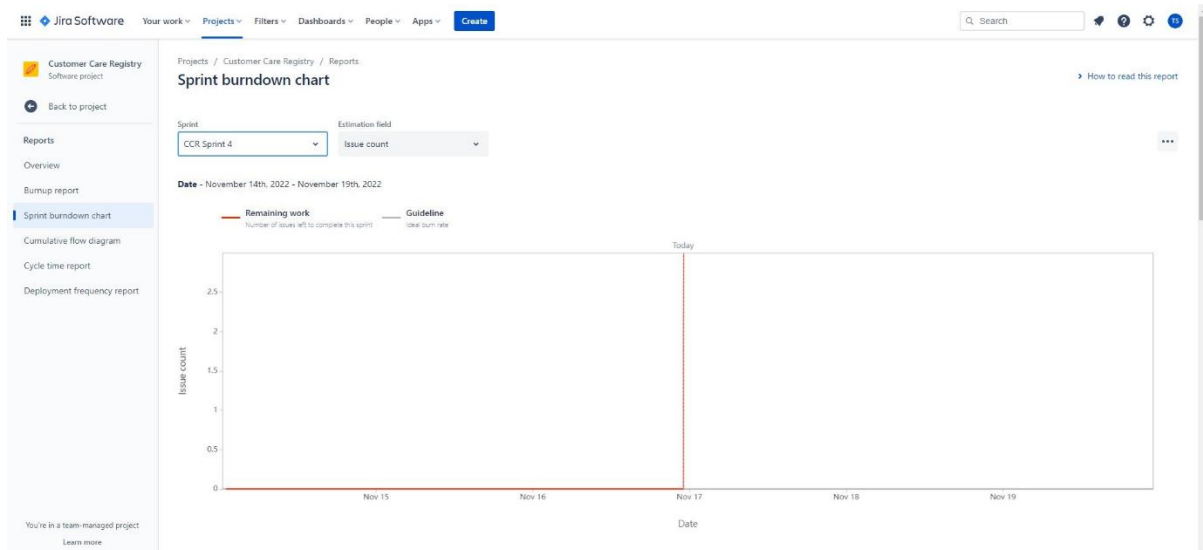 Jira Software Your work Projects Filters Dashboards People Apps Create Search TS
Customer Care Registry
Software project
Back to project
Reports
Overview
Burnup report
Sprint burndown chart
Cumulative flow diagram
Cycle time report
Deployment frequency report
You're in a team-managed project
Learn more
Projects / Customer Care Registry / Reports
Sprint burndown chart
How to read this report
Sprint Estimation field
CCR Sprint 4 Issue count
Date - November 14th, 2022 - November 19th, 2022
Remaining work Guideline
Number of issues left to complete this sprint Ideal burn rate
Today
2.5
2
1.5
1
0.5
0
Issue count
Nov 15 Nov 16 Nov 17 Nov 18 Nov 19
Date